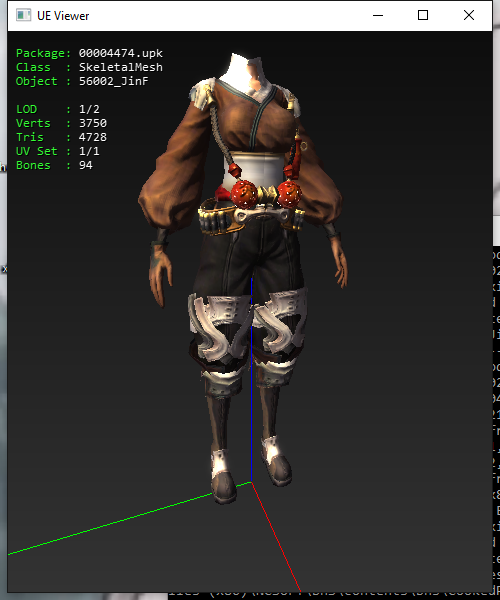 UE Viewer
Package: 00004474.upk
Class : SkeletalMesh
Object : 56002_JinF
LOD : 1/2
Verts : 3750
Tris : 4728
UV Set : 1/1
Bones : 94